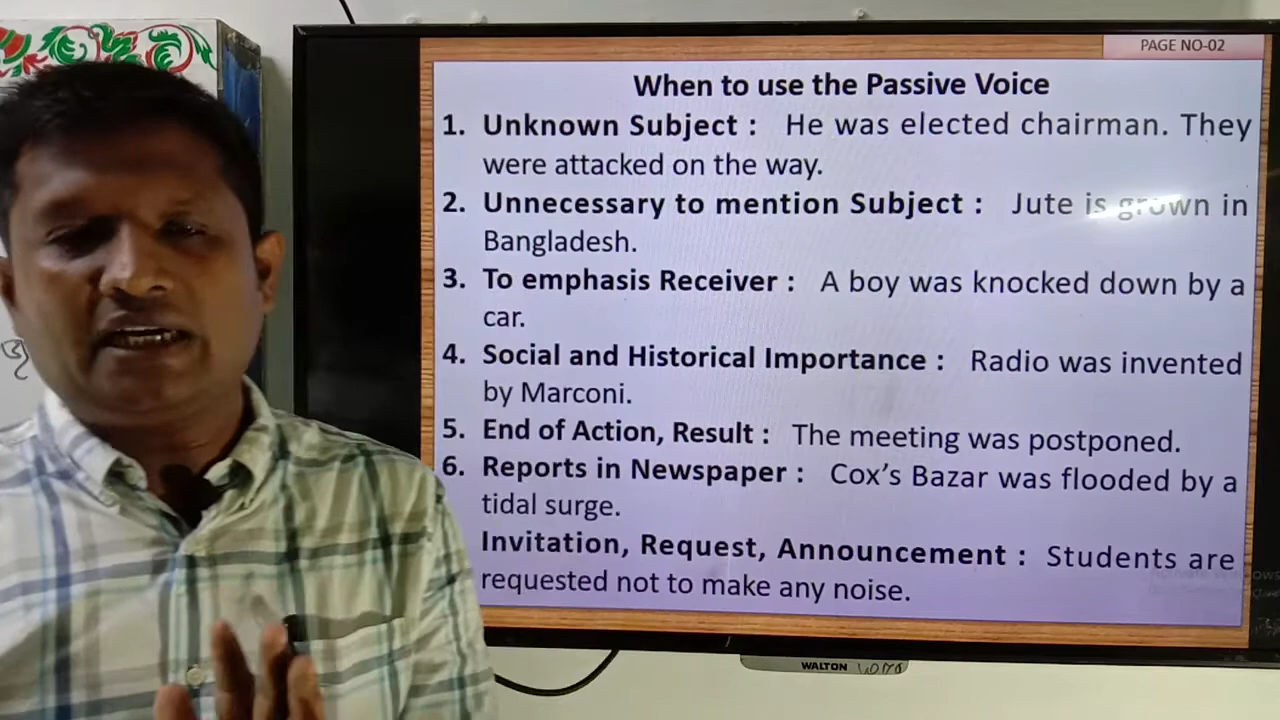 PAGE NO-02
When to use the Passive Voice
1. Unknown Subject : He was elected chairman. They
were attacked on the way.
2. Unnecessary to mention Subject : Jute is grown in
Bangladesh.
3. To emphasis Receiver : A boy was knocked down by a
car.
4. Social and Historical Importance : Radio was invented
by Marconi.
5. End of Action, Result : The meeting was postponed.
6. Reports in Newspaper : Cox's Bazar was flooded by a
tidal surge.
Invitation, Request, Announcement : Students are
requested not to make any noise.
WALTON